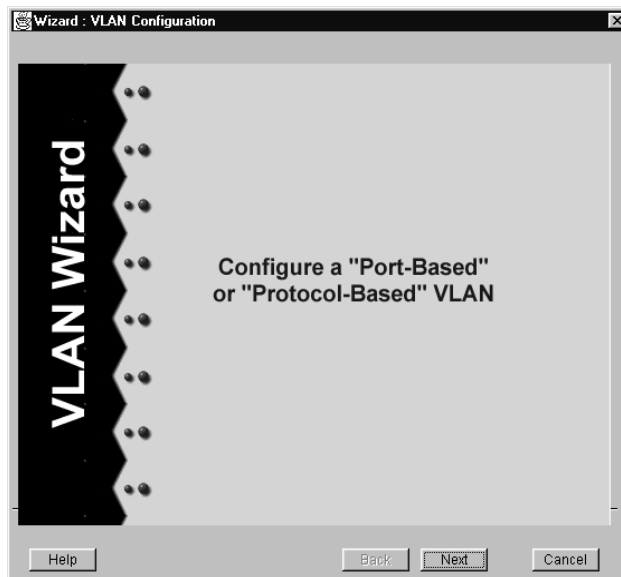 Wizard : VLAN Configuration
VLAN Wizard
Configure a "Port-Based"
or "Protocol-Based" VLAN
Help
Back
Next
Cancel